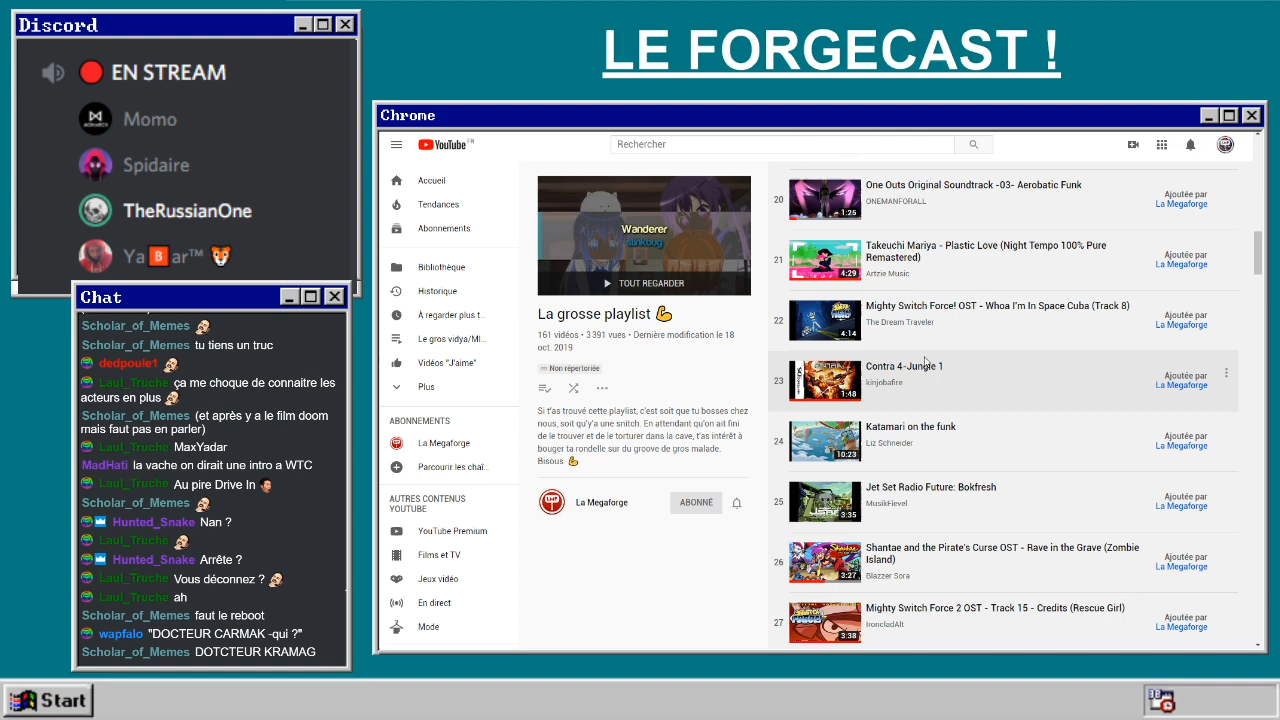 Discord
EN STREAM
Momo
Spidaire
TheRussianOne
Ya🅱ar™ 🐯
Chat
Scholar_of_Memes
Scholar_of_Memes tu tiens un truc
dedpoule1
Laul_Truche ça me choque de connaitre les
acteurs en plus
Scholar_of_Memes (et après y a le film doom
mais faut pas en parler)
Laul_Truche MaxYadar
MadHati la vache on dirait une intro a WTC
Laul_Truche Au pire Drive In
Scholar_of_Memes
Hunted_Snake Nan ?
Laul_Truche
Hunted_Snake Arrête ?
Laul_Truche Vous déconnez ?
Laul_Truche ah
Scholar_of_Memes faut le reboot
wapfalo "DOCTEUR CARMAK -qui ?"
Scholar_of_Memes DOTCTEUR KRAMAG
LE FORGECAST !
Chrome
YouTube FR
Rechercher
Accueil
Tendances
Abonnements
Bibliothèque
Historique
À regarder plus t...
Le gros vidya/MI...
Vidéos "J'aime"
Plus
ABONNEMENTS
La Megaforge
Parcourir les chaî...
AUTRES CONTENUS
YOUTUBE
YouTube Premium
Films et TV
Jeux vidéo
En direct
Mode
Wanderer
slinkoug
TOUT REGARDER
La grosse playlist 💪
161 vidéos • 3 391 vues • Dernière modification le 18
oct. 2019
Non répertoriée
Si t'as trouvé cette playlist, c'est soit que tu bosses chez
nous, soit qu'y'a une snitch. En attendant qu'on ait fini
de le trouver et de le torturer dans la cave, t'as intérêt à
bouger ta rondelle sur du groove de gros malade.
Bisous 💪
La Megaforge
ABONNÉ
20
1:25
One Outs Original Soundtrack -03- Aerobatic Funk
ONEMANFORALL
Ajoutée par
La Megaforge
21
4:29
Takeuchi Mariya - Plastic Love (Night Tempo 100% Pure
Remastered)
Artzie Music
Ajoutée par
La Megaforge
22
4:14
Mighty Switch Force! OST - Whoa I'm In Space Cuba (Track 8)
The Dream Traveler
Ajoutée par
La Megaforge
23
1:48
Contra 4-Jungle 1
kinjobafire
Ajoutée par
La Megaforge
24
10:23
Katamari on the funk
Liz Schneider
Ajoutée par
La Megaforge
25
3:35
Jet Set Radio Future: Bokfresh
MusikFievel
Ajoutée par
La Megaforge
26
3:27
Shantae and the Pirate's Curse OST - Rave in the Grave (Zombie
Island)
Blazzer Sora
Ajoutée par
La Megaforge
27
3:38
Mighty Switch Force 2 OST - Track 15 - Credits (Rescue Girl)
IroncladAlt
Ajoutée par
La Megaforge
Start